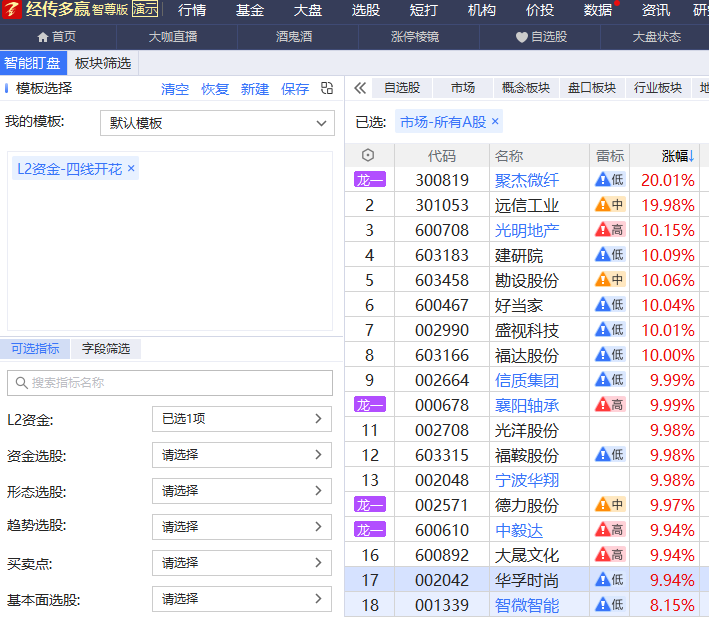 经传多赢 智尊版 演示 行情 基金 大盘 选股 短打 机构 价投 数据 资讯
首页 大咖直播 酒鬼酒 涨停棱镜 自选股 大盘状态
智能盯盘 板块筛选
模板选择 清空 恢复 新建 保存
我的模板: 默认模板
L2资金-四线开花 ×
可选指标 字段筛选
搜索指标名称
L2资金: 已选1项
资金选股: 请选择
形态选股: 请选择
趋势选股: 请选择
买卖点: 请选择
基本面选股: 请选择
自选股 市场 概念板块 盘口板块 行业板块
已选: 市场-所有A股 ×
代码 名称 雷标 涨幅↓
龙一 300819 聚杰微纤 低 20.01%
2 301053 远信工业 中 19.98%
3 600708 光明地产 高 10.15%
4 603183 建研院 低 10.09%
5 603458 勘设股份 中 10.06%
6 600467 好当家 低 10.04%
7 002990 盛视科技 低 10.01%
8 603166 福达股份 低 10.00%
9 002664 信质集团 低 9.99%
龙一 000678 襄阳轴承 高 9.99%
11 002708 光洋股份 9.98%
12 603315 福鞍股份 低 9.98%
13 002048 宁波华翔 9.98%
龙一 002571 德力股份 中 9.97%
龙一 600610 中毅达 高 9.94%
16 600892 大晟文化 高 9.94%
17 002042 华孚时尚 低 9.94%
18 001339 智微智能 低 8.15%